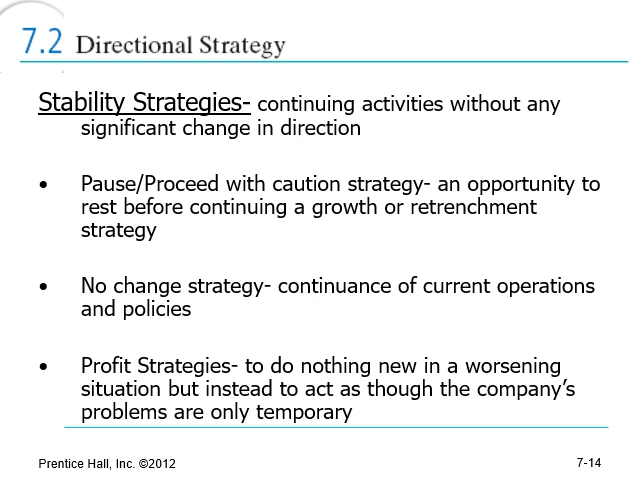 7.2 Directional Strategy
Stability Strategies- continuing activities without any
significant change in direction
• Pause/Proceed with caution strategy- an opportunity to
rest before continuing a growth or retrenchment
strategy
• No change strategy- continuance of current operations
and policies
• Profit Strategies- to do nothing new in a worsening
situation but instead to act as though the company’s
problems are only temporary
Prentice Hall, Inc. ©2012
7-14